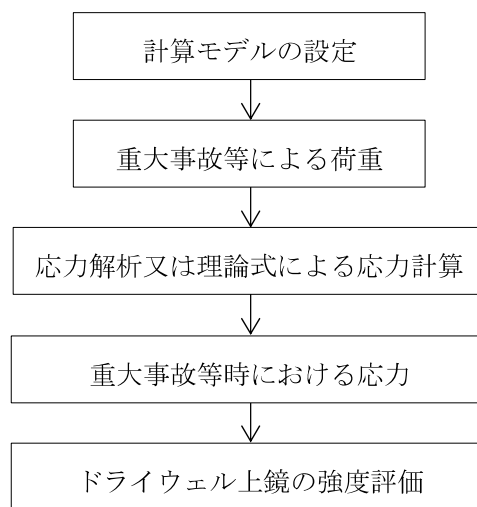 計算モデルの設定
重大事故等による荷重
応力解析又は理論式による応力計算
重大事故等時における応力
ドライウェル上鏡の強度評価